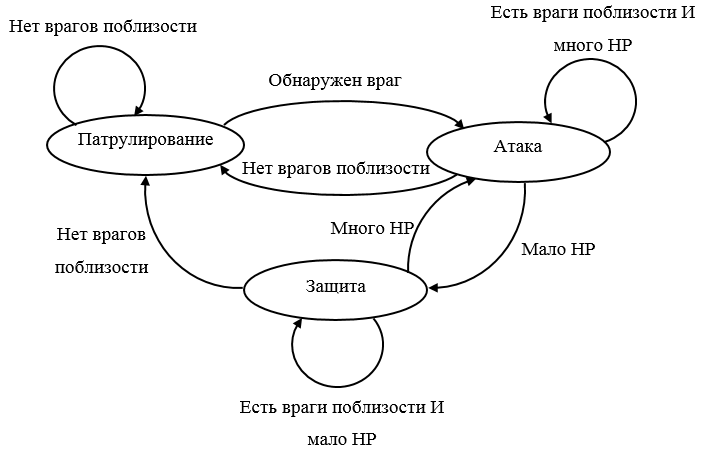 Нет врагов поблизости
Есть враги поблизости И
много HP
Обнаружен враг
Патрулирование
Атака
Нет врагов поблизости
Много HP
Нет врагов
поблизости
Мало HP
Защита
Есть враги поблизости И
мало HP